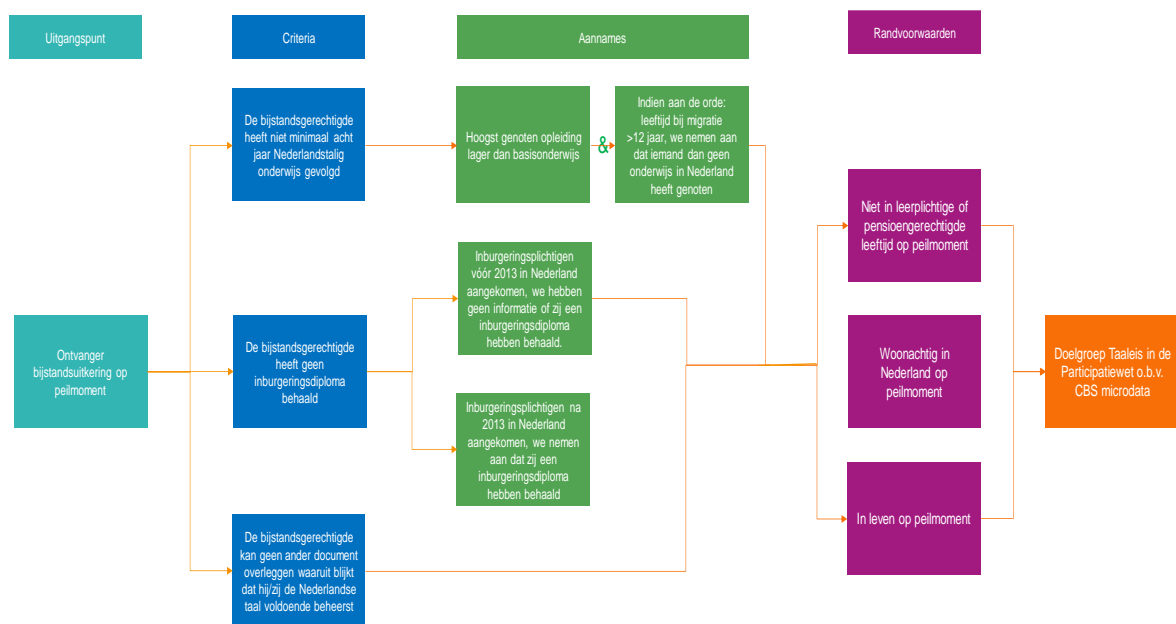 Uitgangspunt
Criteria
Aannames
Randvoorwaarden
De bijstandsgerechtigde
heeft niet minimaal acht
jaar Nederlandstalig
onderwijs gevolgd
Hoogst genoten opleiding
lager dan basisonderwijs
&
Indien aan de orde:
leeftijd bij migratie
>12 jaar, we nemen aan
dat iemand dan geen
onderwijs in Nederland
heeft genoten
Niet in leerplichtige of
pensioengerechtigde
leeftijd op peilmoment
Inburgeringsplichtigen
vóór 2013 in Nederland
aangekomen, we hebben
geen informatie of zij een
inburgeringsdiploma
hebben behaald.
Ontvanger
bijstandsuitkering op
peilmoment
De bijstandsgerechtigde
heeft geen
inburgeringsdiploma
behaald
Woonachtig in
Nederland op
peilmoment
Doelgroep Taaleis in de
Participatiewet o.b.v.
CBS microdata
Inburgeringsplichtigen na
2013 in Nederland
aangekomen, we nemen
aan dat zij een
inburgeringsdiploma
hebben behaald
In leven op peilmoment
De bijstandsgerechtigde
kan geen ander document
overleggen waaruit blijkt
dat hij/zij de Nederlandse
taal voldoende beheerst